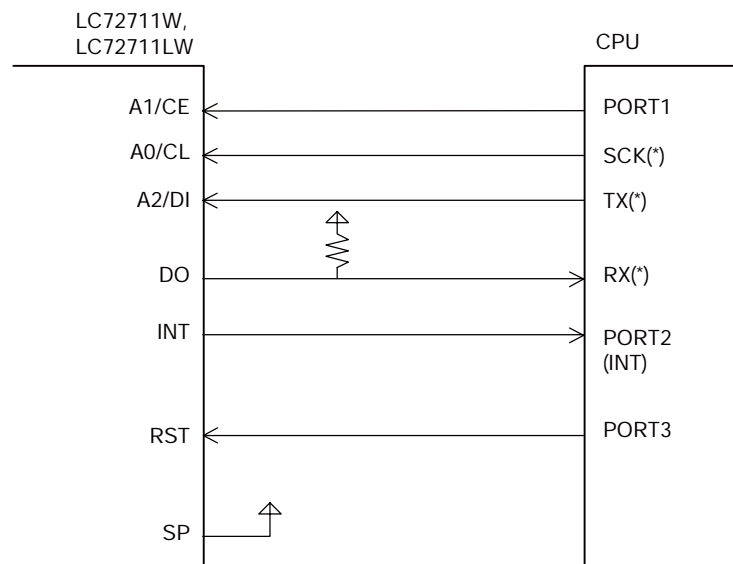 LC72711W,
LC72711LW
CPU
A1/CE
PORT1
A0/CL
SCK(*)
A2/DI
TX(*)
DO
RX(*)
INT
PORT2
(INT)
RST
PORT3
SP